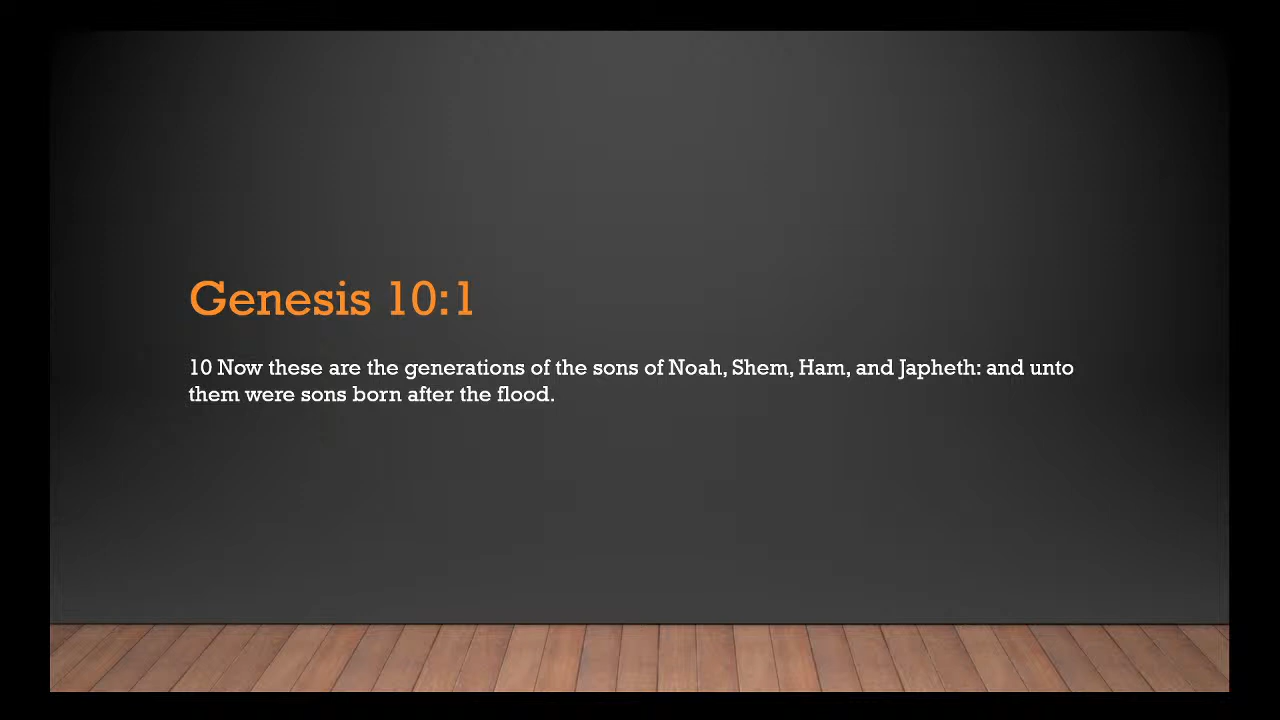 Genesis 10:1
10 Now these are the generations of the sons of Noah, Shem, Ham, and Japheth: and unto
them were sons born after the flood.